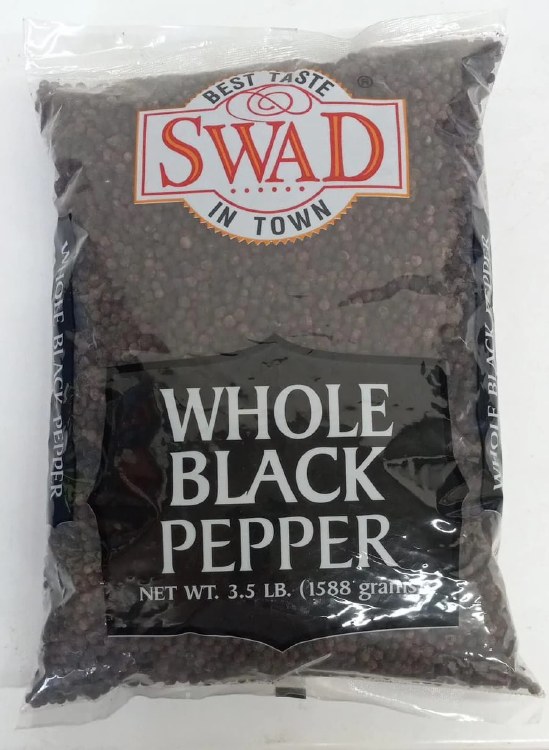 BEST TASTE
®
SWAD
IN TOWN
WHOLE BLACK PEPPER
WHOLE BLACK PEPPER
WHOLE
BLACK
PEPPER
NET WT. 3.5 LB. (1588 grams)